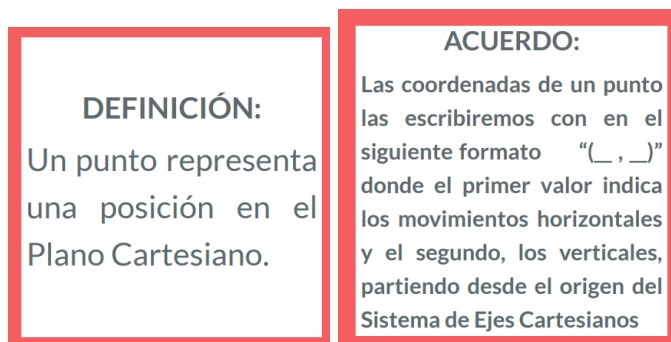 DEFINICIÓN:
Un punto representa
una posición en el
Plano Cartesiano.
ACUERDO:
Las coordenadas de un punto
las escribiremos con en el
siguiente formato "(__ , __)"
donde el primer valor indica
los movimientos horizontales
y el segundo, los verticales,
partiendo desde el origen del
Sistema de Ejes Cartesianos